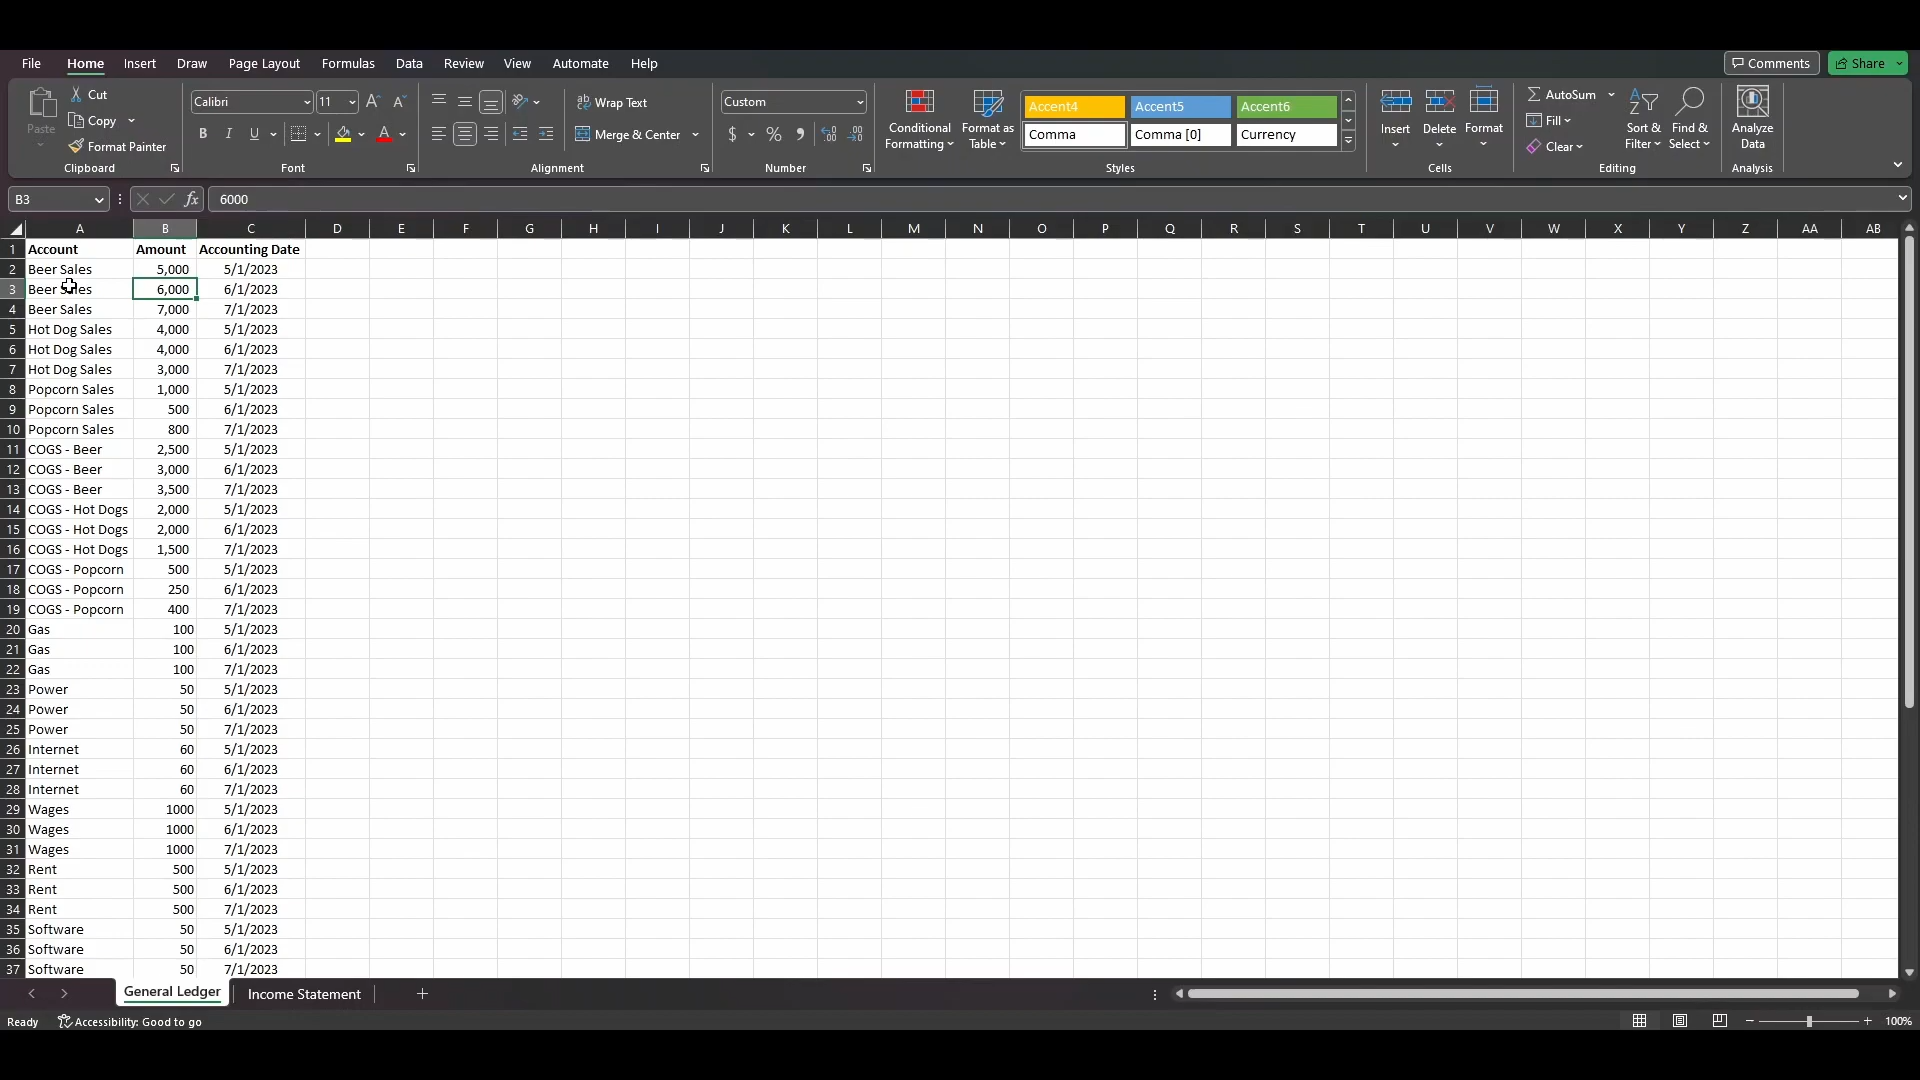 File Home Insert Draw Page Layout Formulas Data Review View Automate Help Comments Share
Paste Cut Copy Format Painter Clipboard
Calibri 11 B I U A Font
ab Wrap Text Merge & Center Alignment
Custom $ % , Number
Conditional Formatting Format as Table Accent4 Accent5 Accent6 Comma Comma [0] Currency Styles
Insert Delete Format Cells
AutoSum Fill Clear Sort & Filter Find & Select Editing
Analyze Data Analysis
B3 fx 6000
A B C D E F G H I J K L M N O P Q R S T U V W X Y Z AA AB
1 Account Amount Accounting Date
2 Beer Sales 5,000 5/1/2023
3 Beer Sales 6,000 6/1/2023
4 Beer Sales 7,000 7/1/2023
5 Hot Dog Sales 4,000 5/1/2023
6 Hot Dog Sales 4,000 6/1/2023
7 Hot Dog Sales 3,000 7/1/2023
8 Popcorn Sales 1,000 5/1/2023
9 Popcorn Sales 500 6/1/2023
10 Popcorn Sales 800 7/1/2023
11 COGS - Beer 2,500 5/1/2023
12 COGS - Beer 3,000 6/1/2023
13 COGS - Beer 3,500 7/1/2023
14 COGS - Hot Dogs 2,000 5/1/2023
15 COGS - Hot Dogs 2,000 6/1/2023
16 COGS - Hot Dogs 1,500 7/1/2023
17 COGS - Popcorn 500 5/1/2023
18 COGS - Popcorn 250 6/1/2023
19 COGS - Popcorn 400 7/1/2023
20 Gas 100 5/1/2023
21 Gas 100 6/1/2023
22 Gas 100 7/1/2023
23 Power 50 5/1/2023
24 Power 50 6/1/2023
25 Power 50 7/1/2023
26 Internet 60 5/1/2023
27 Internet 60 6/1/2023
28 Internet 60 7/1/2023
29 Wages 1000 5/1/2023
30 Wages 1000 6/1/2023
31 Wages 1000 7/1/2023
32 Rent 500 5/1/2023
33 Rent 500 6/1/2023
34 Rent 500 7/1/2023
35 Software 50 5/1/2023
36 Software 50 6/1/2023
37 Software 50 7/1/2023
General Ledger Income Statement
Ready Accessibility: Good to go 100%